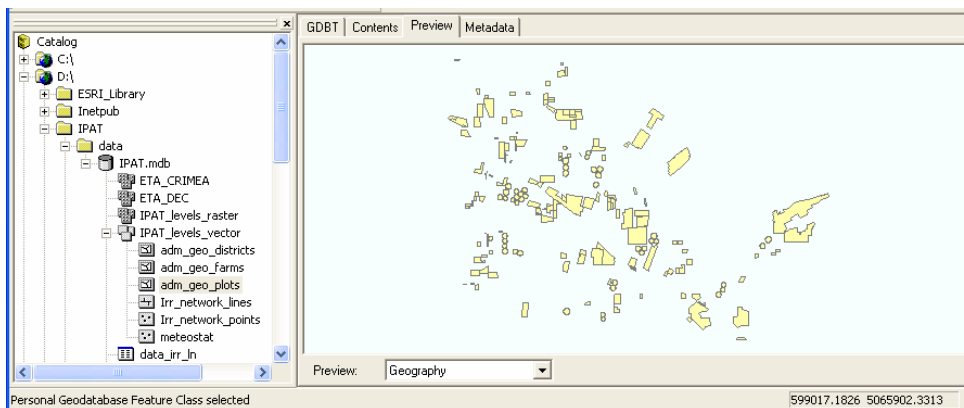 GDBT Contents Preview Metadata
Catalog
C:\
D:\
ESRI_Library
Inetpub
IPAT
data
IPAT.mdb
ETA_CRIMEA
ETA_DEC
IPAT_levels_raster
IPAT_levels_vector
adm_geo_districts
adm_geo_farms
adm_geo_plots
Irr_network_lines
Irr_network_points
meteostat
data_irr_ln
Preview: Geography
Personal Geodatabase Feature Class selected
599017.1826 5065902.3313